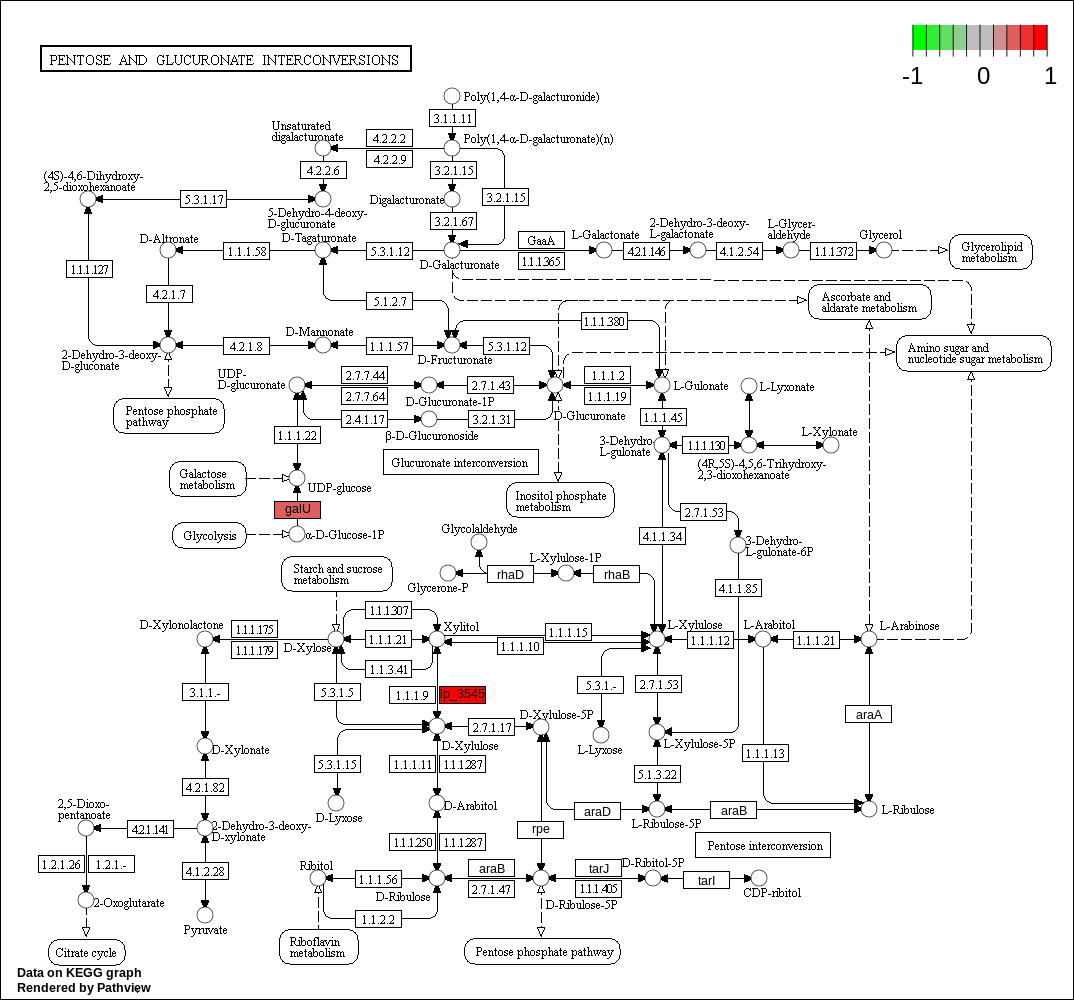 PENTOSE AND GLUCURONATE INTERCONVERSIONS
-1 0 1
Poly(1,4-α-D-galacturonide)
3.1.1.11
Unsaturated
digalacturonate
4.2.2.2
Poly(1,4-α-D-galacturonate)(n)
4.2.2.9
4.2.2.6
3.2.1.15
3.2.1.15
(4S)-4,6-Dihydroxy-
2,5-dioxohexanoate
5.3.1.17
Digalacturonate
5-Dehydro-4-deoxy-
D-glucuronate
3.2.1.67
D-Altronate
D-Tagaturonate
1.1.1.58
5.3.1.12
D-Galacturonate
GaaA
1.1.1365
L-Galactonate
4.2.1.146
2-Dehydro-3-deoxy-
L-galactonate
4.1.2.54
L-Glycer-
aldehyde
1.1.1372
Glycerol
Glycerolipid
metabolism
1.1.1.127
4.2.1.7
5.1.2.7
Ascorbate and
aldarate metabolism
1.1.1.380
D-Mannonate
2-Dehydro-3-deoxy-
D-gluconate
4.2.1.8
1.1.1.57
D-Fructuronate
5.3.1.12
Amino sugar and
nucleotide sugar metabolism
UDP-
D-glucuronate
2.7.7.44
2.7.7.64
D-Glucuronate-1P
2.7.1.43
1.1.1.2
1.1.1.19
L-Gulonate
L-Lyxonate
Pentose phosphate
pathway
2.4.1.17
β-D-Glucuronoside
3.2.1.31
D-Glucuronate
1.1.1.45
1.1.1.22
3-Dehydro
L-gulonate
1.1.1.130
L-Xylonate
(4R,5S)-4,5,6-Trihydroxy-
2,3-dioxohexanoate
Glucuronate interconversion
Galactose
metabolism
UDP-glucose
Inositol phosphate
metabolism
galU
2.7.1.53
Glycolysis
α-D-Glucose-1P
Glycolaldehyde
4.1.1.34
3-Dehydro-
L-gulonate-6P
Starch and sucrose
metabolism
Glycerone-P
rhaD
L-Xylulose-1P
rhaB
4.1.1.85
D-Xylonolactone
1.1.1.175
1.1.1.179
D-Xylose
1.1.1307
1.1.1.21
1.1.3.41
Xylitol
1.1.1.15
1.1.1.10
L-Xylulose
1.1.1.12
L-Arabitol
1.1.1.21
L-Arabinose
3.1.1.-
5.3.1.5
1.1.1.9
p_3545
5.3.1.-
2.7.1.53
araA
D-Xylonate
D-Xylulose
2.7.1.17
D-Xylulose-5P
L-Lyxose
L-Xylulose-5P
5.3.1.15
1.1.1.11
1.1.1287
1.1.1.13
4.2.1.82
5.1.3.22
2,5-Dioxo-
pentanoate
D-Lyxose
D-Arabitol
araD
L-Ribulose-5P
araB
L-Ribulose
4.2.1.141
2-Dehydro-3-deoxy-
D-xylonate
1.1.1250
1.1.1287
rpe
Pentose interconversion
1.2.1.26
1.2.1.-
4.1.2.28
Ribitol
1.1.1.56
D-Ribulose
araB
2.7.1.47
tarJ
1.1.1.405
D-Ribitol-5P
tarI
CDP-ribitol
2-Oxoglutarate
Pyruvate
1.1.2.2
D-Ribulose-5P
Citrate cycle
Riboflavin
metabolism
Pentose phosphate pathway
Data on KEGG graph
Rendered by Pathview